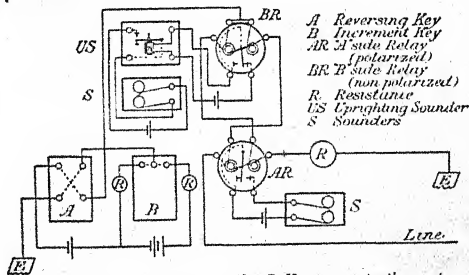 BR
US
S
A Reversing Key
B Increment Key
AR 'A' side Relay
(polarized)
BR 'B' side Relay
(non polarized)
R Resistance
US Uprighting Sounder
S Sounders
R
E
AR
S
A
R
B
R
Line
E